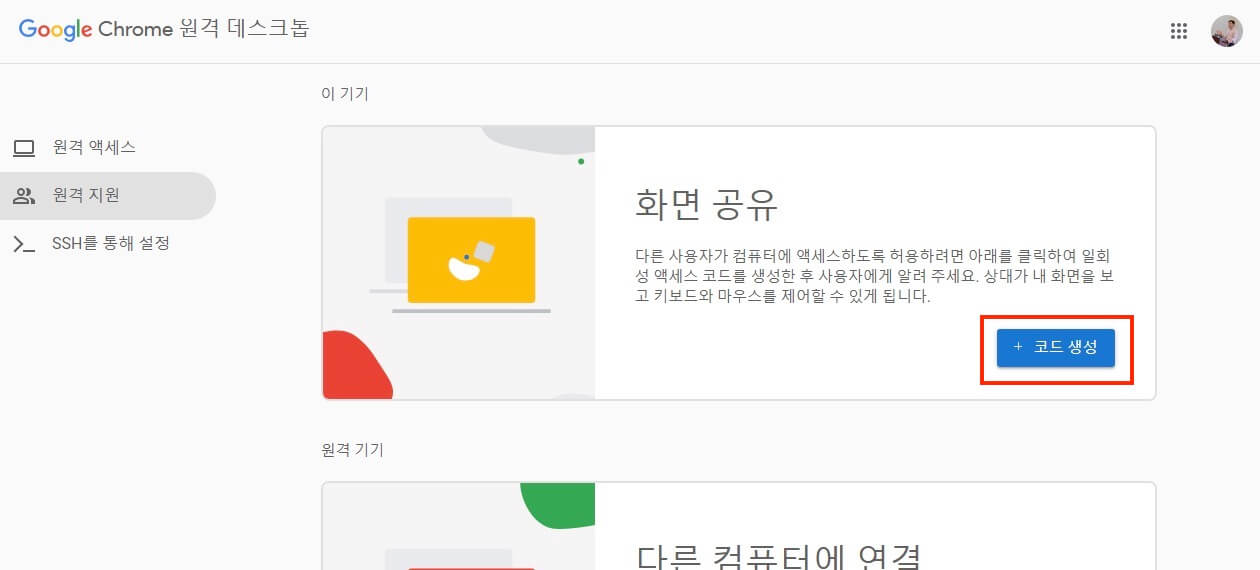 Google Chrome 원격 데스크톱
원격 액세스
원격 지원
SSH를 통해 설정
이 기기
화면 공유
다른 사용자가 컴퓨터에 액세스하도록 허용하려면 아래를 클릭하여 일회
성 액세스 코드를 생성한 후 사용자에게 알려 주세요. 상대가 내 화면을 보
고 키보드와 마우스를 제어할 수 있게 됩니다.
+ 코드 생성
원격 기기
다른 컴퓨터에 연결